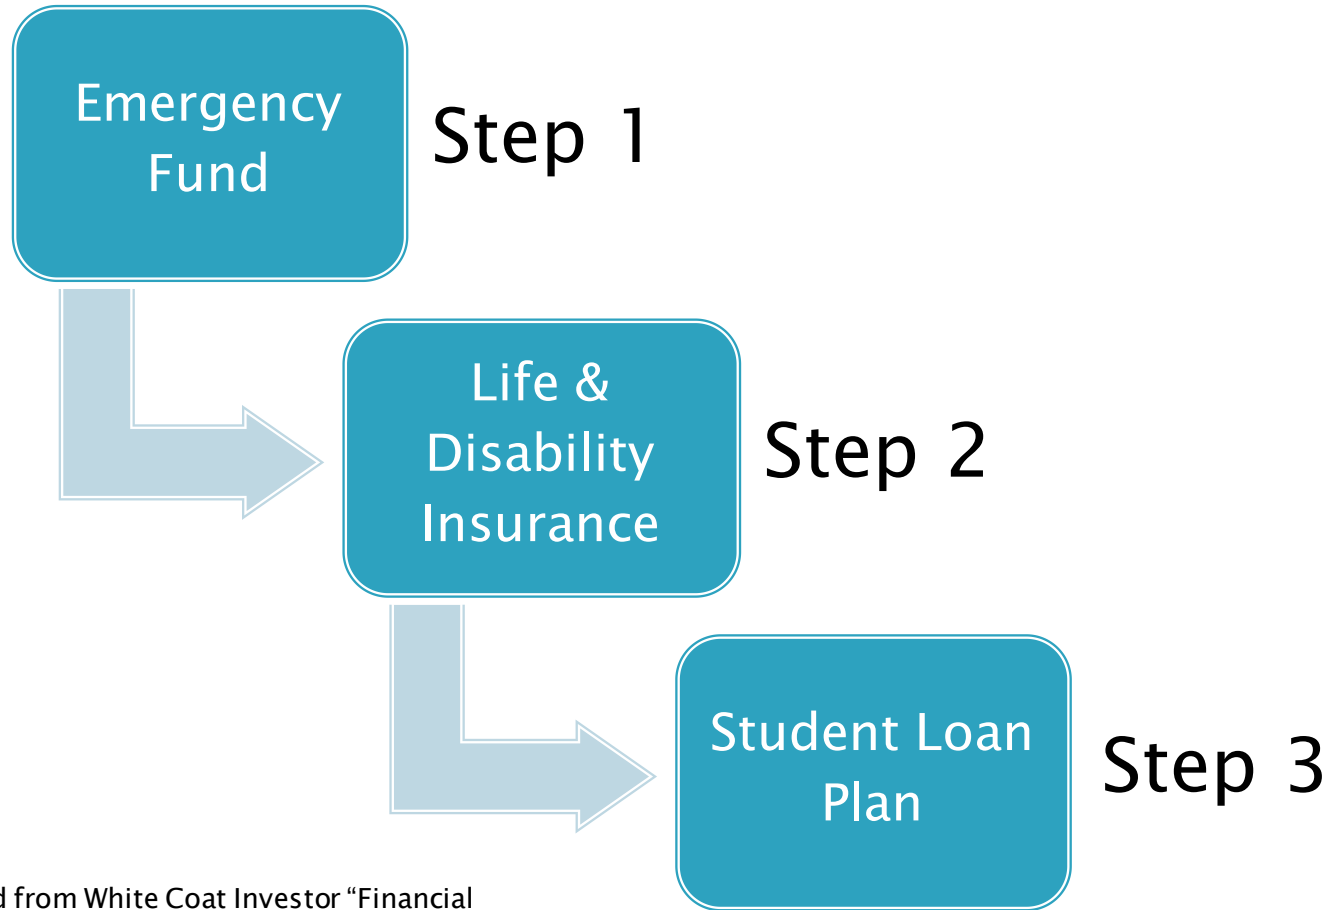 Emergency
Fund
Step 1
Life &
Disability
Insurance
Step 2
Student Loan
Plan
Step 3
from White Coat Investor “Financial